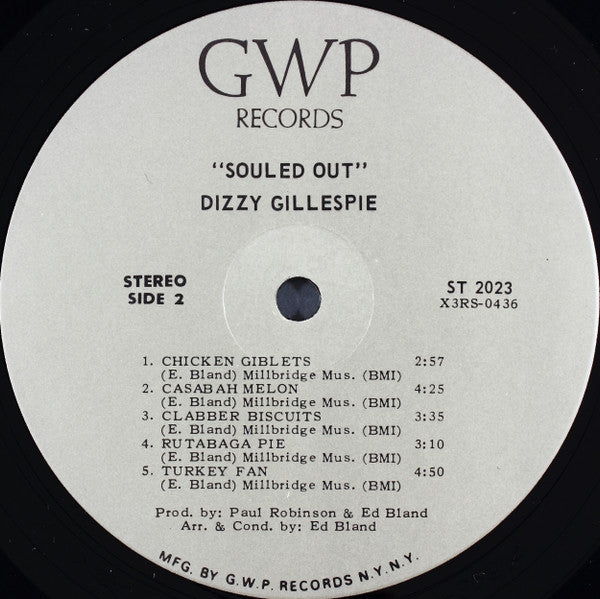 GWP
RECORDS
"SOULED OUT"
DIZZY GILLESPIE
STEREO
SIDE 2
ST 2023
X3RS-0436
1. CHICKEN GIBLETS 2:57
(E. Bland) Millbridge Mus. (BMI)
2. CASABAH MELON 4:25
(E. Bland) Millbridge Mus. (BMI)
3. CLABBER BISCUITS 3:35
(E. Bland) Millbridge Mus. (BMI)
4. RUTABAGA PIE 3:10
(E. Bland) Millbridge Mus. (BMI)
5. TURKEY FAN 4:50
(E. Bland) Millbridge Mus. (BMI)
Prod. by: Paul Robinson & Ed Bland
Arr. & Cond. by: Ed Bland
MFG. BY G.W.P. RECORDS N.Y.N.Y.